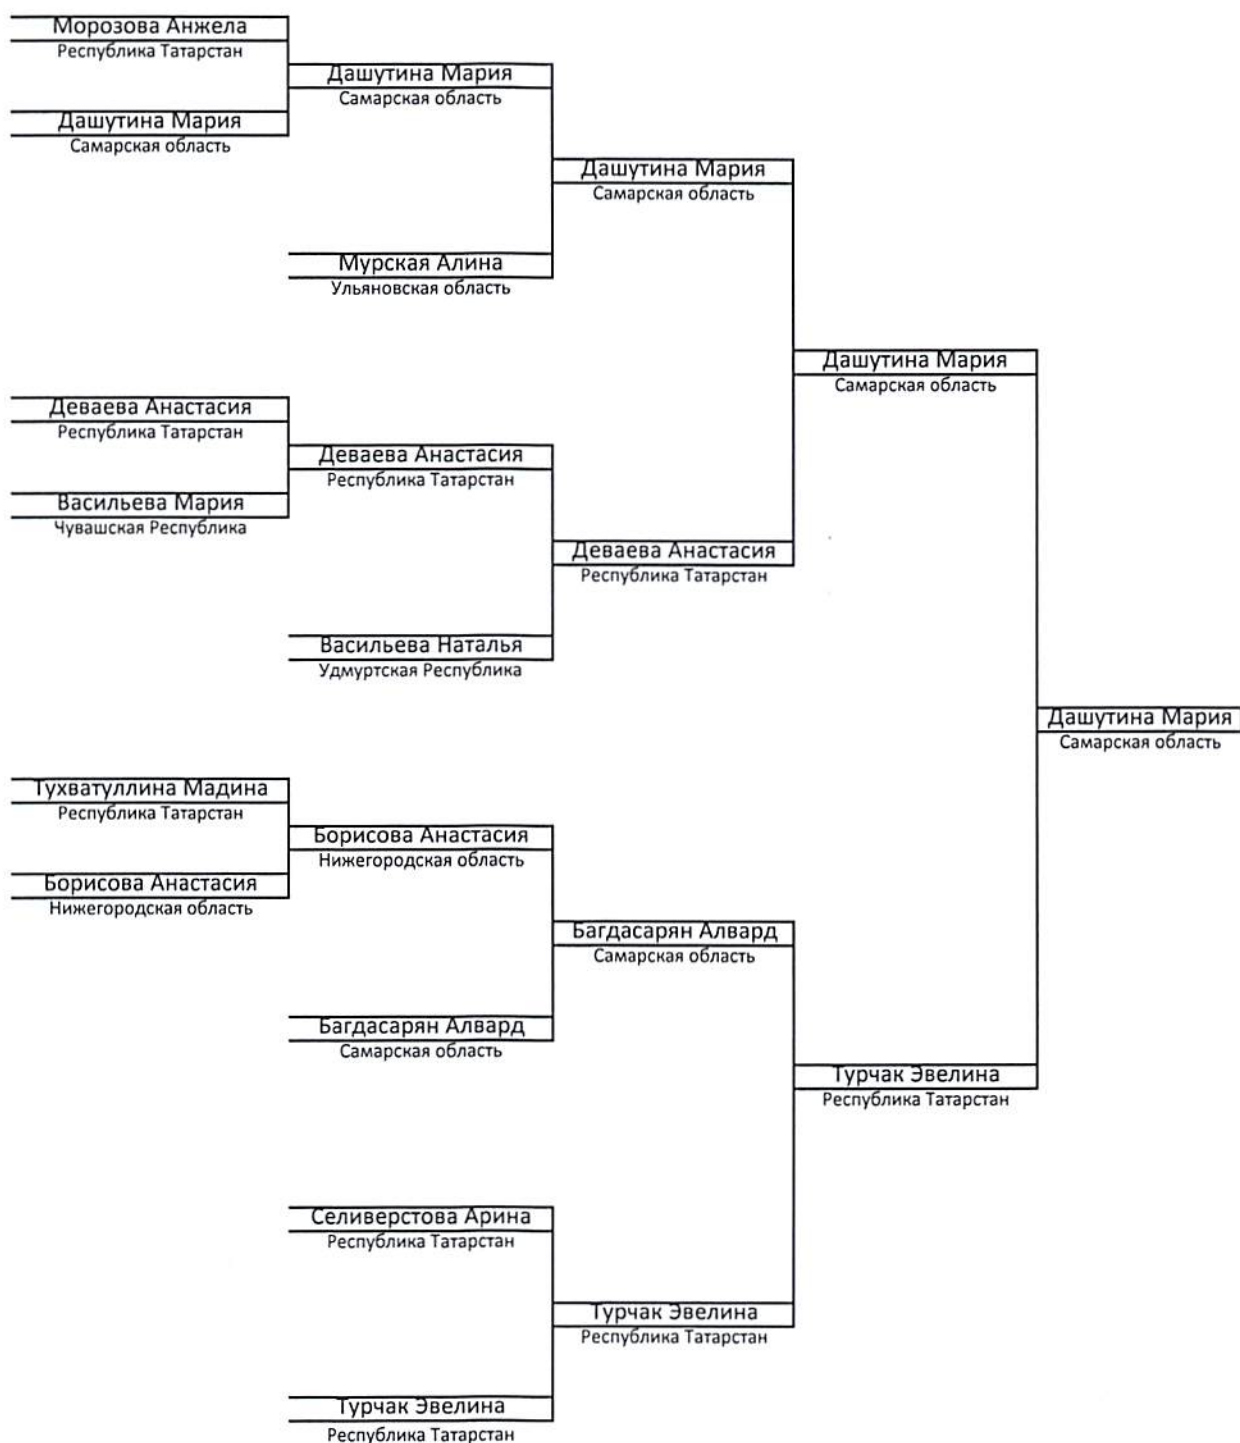 Морозова Анжела
Республика Татарстан
Дашутина Мария
Самарская область
Дашутина Мария
Самарская область
Дашутина Мария
Самарская область
Мурская Алина
Ульяновская область
Дашутина Мария
Самарская область
Деваева Анастасия
Республика Татарстан
Деваева Анастасия
Республика Татарстан
Васильева Мария
Чувашская Республика
Деваева Анастасия
Республика Татарстан
Васильева Наталья
Удмуртская Республика
Дашутина Мария
Самарская область
Тухватуллина Мадина
Республика Татарстан
Борисова Анастасия
Нижегородская область
Борисова Анастасия
Нижегородская область
Багдасарян Алвард
Самарская область
Багдасарян Алвард
Самарская область
Турчак Эвелина
Республика Татарстан
Селиверстова Арина
Республика Татарстан
Турчак Эвелина
Республика Татарстан
Турчак Эвелина
Республика Татарстан